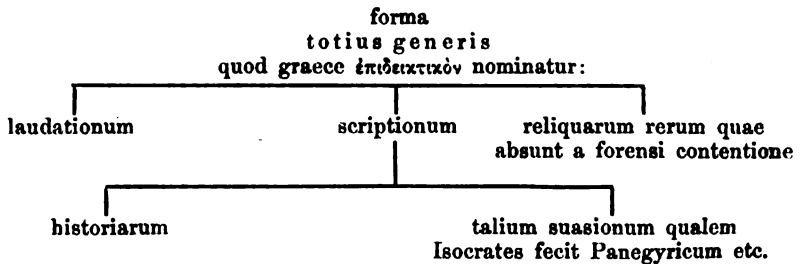 forma
totius generis
quod graece ἐπιδεικτικὸν nominatur:
laudationum scriptionum reliquarum rerum quae
absunt a forensi contentione
historiarum talium suasionum qualem
Isocrates fecit Panegyricum etc.